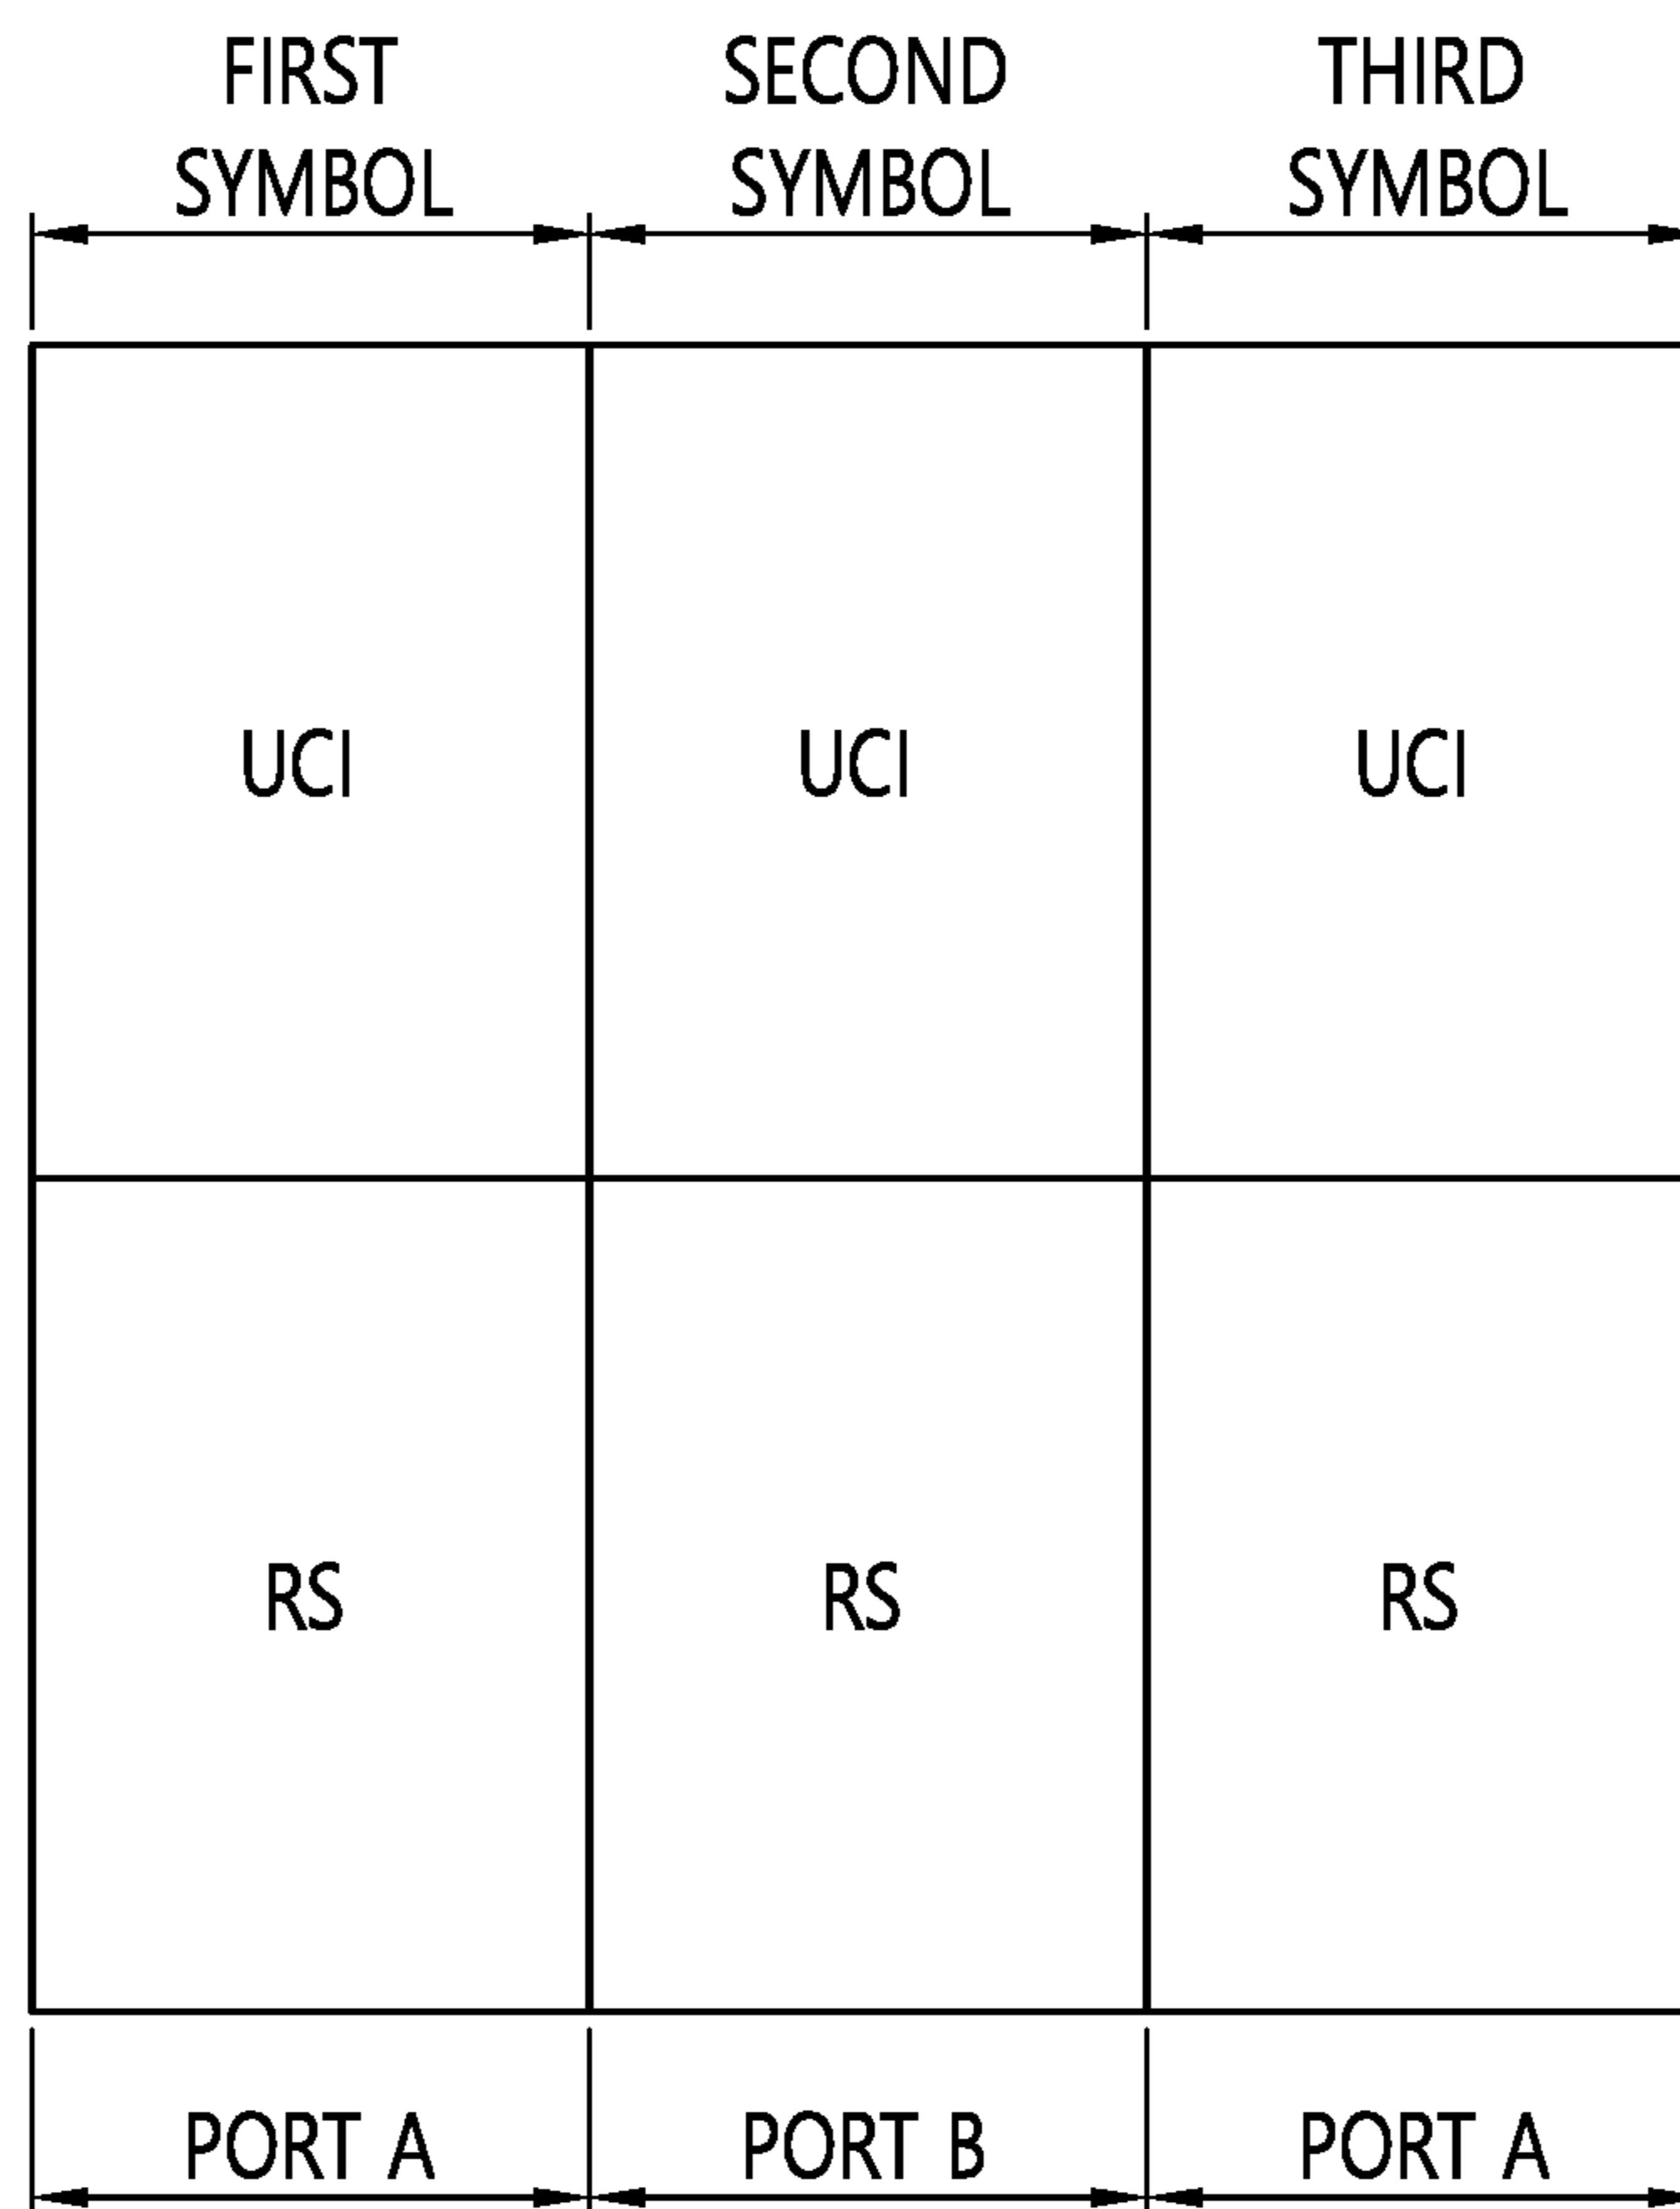 FIRST SECOND THIRD
SYMBOL SYMBOL SYMBOL
UCI UCI UCI
RS RS RS
PORT A PORT B PORT A